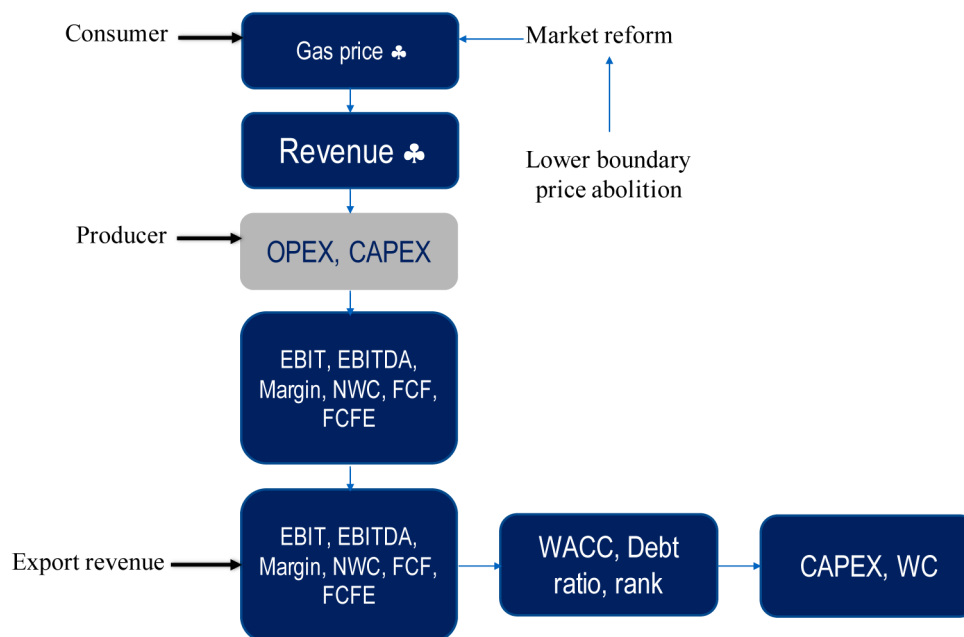 Consumer
Gas price ♣
Market reform
Revenue ♣
Lower boundary
price abolition
Producer
OPEX, CAPEX
EBIT, EBITDA,
Margin, NWC, FCF,
FCFE
Export revenue
EBIT, EBITDA,
Margin, NWC, FCF,
FCFE
WACC, Debt
ratio, rank
CAPEX, WC